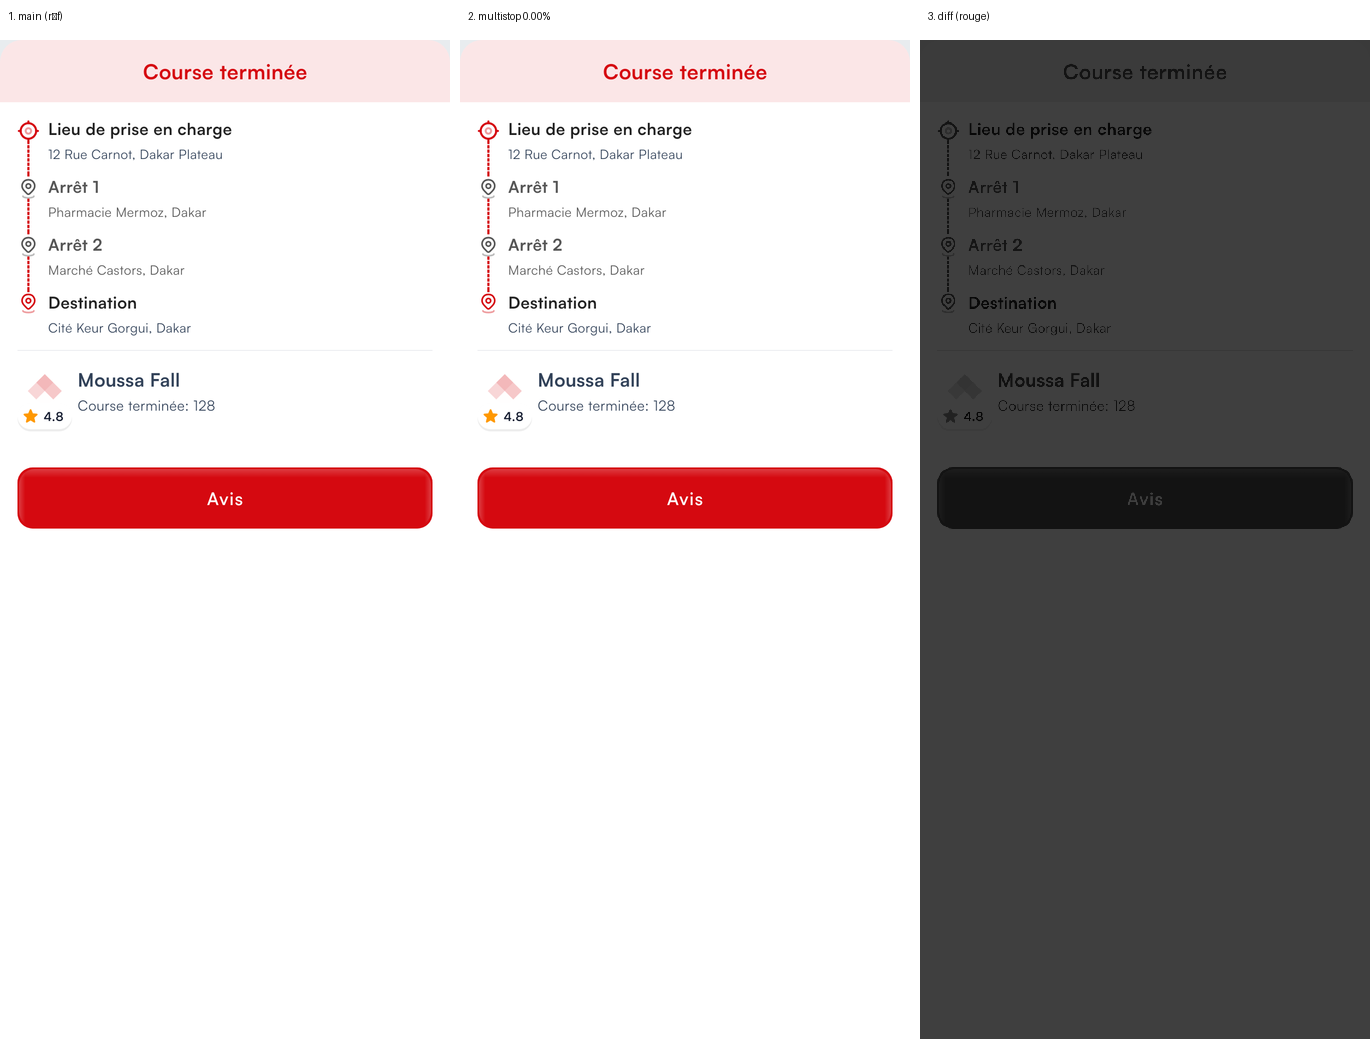 1. main (r f)
2. multistop 0.00%
3. diff (rouge)
Course terminée
Lieu de prise en charge
12 Rue Carnot, Dakar Plateau
Arrêt 1
Pharmacie Mermoz, Dakar
Arrêt 2
Marché Castors, Dakar
Destination
Cité Keur Gorgui, Dakar
Moussa Fall
Course terminée: 128
4.8
Avis
Course terminée
Lieu de prise en charge
12 Rue Carnot, Dakar Plateau
Arrêt 1
Pharmacie Mermoz, Dakar
Arrêt 2
Marché Castors, Dakar
Destination
Cité Keur Gorgui, Dakar
Moussa Fall
Course terminée: 128
4.8
Avis
Course terminée
Lieu de prise en charge
12 Rue Carnot, Dakar Plateau
Arrêt 1
Pharmacie Mermoz, Dakar
Arrêt 2
Marché Castors, Dakar
Destination
Cité Keur Gorgui, Dakar
Moussa Fall
Course terminée: 128
4.8
Avis